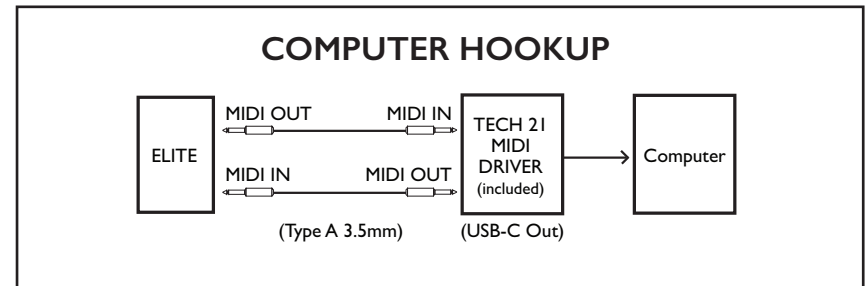 COMPUTER HOOKUP
MIDI OUT MIDI IN
ELITE
MIDI IN MIDI OUT
TECH 21
MIDI
DRIVER
(included)
Computer
(Type A 3.5mm) (USB-C Out)